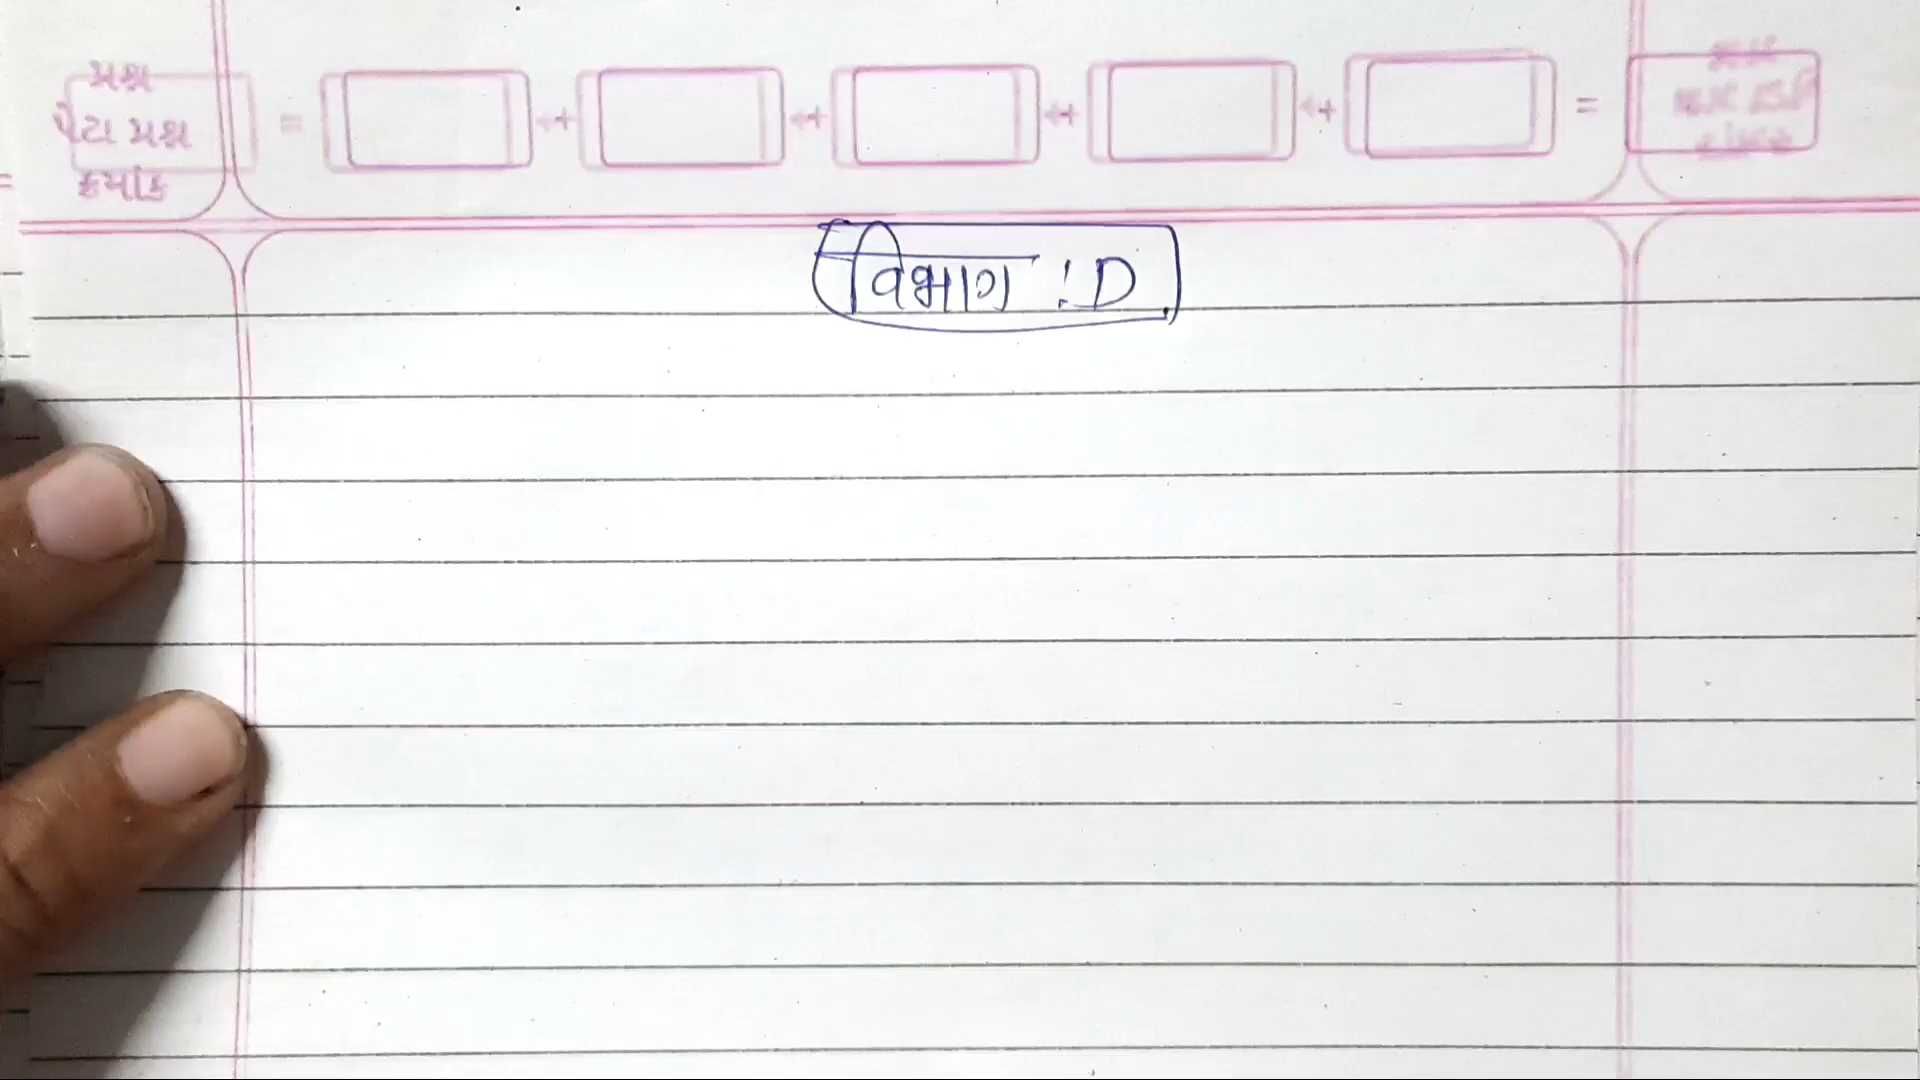 પ્રશ્ન
પેટા પ્રશ્ન
ક્રમાંક
= + + + + =
વિભાગ : D